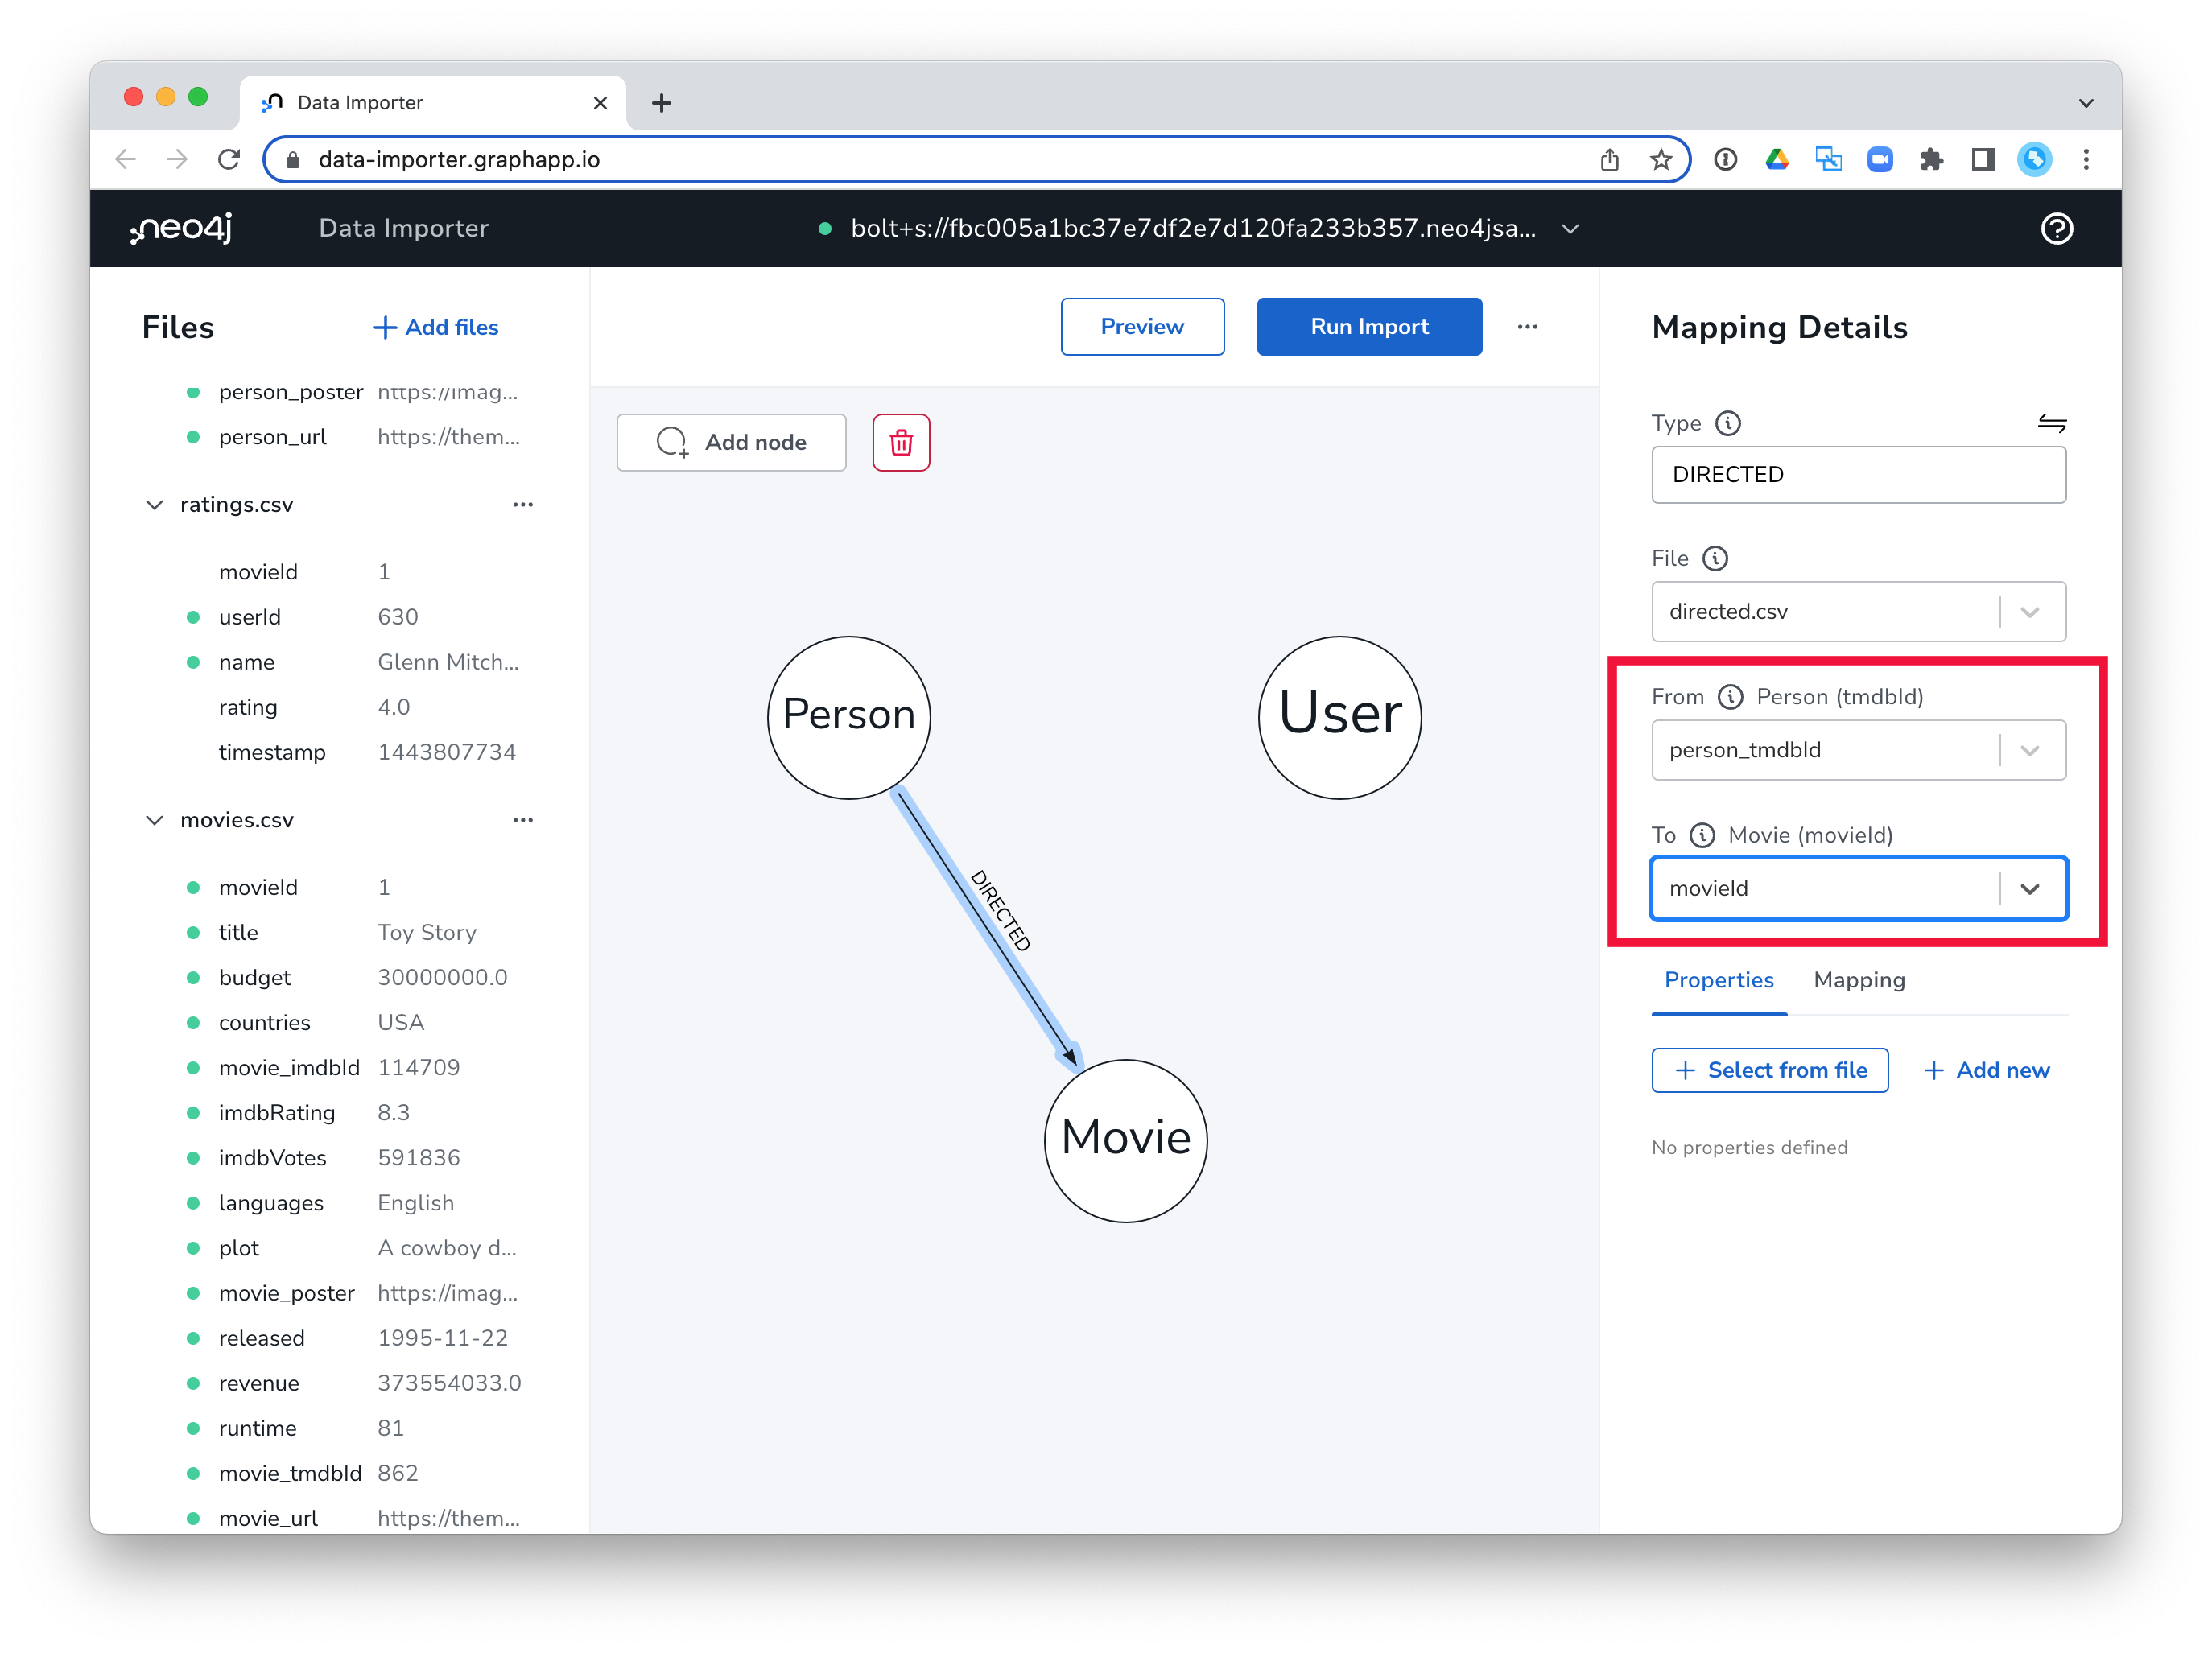 Data Importer
data-importer.graphapp.io
neo4j
Data Importer
bolt+s://fbc005a1bc37e7df2e7d120fa233b357.neo4jsa...
Files
Add files
Preview
Run Import
Mapping Details
person_poster https://imag...
person_url https://them...
ratings.csv
movieId 1
userId 630
name Glenn Mitch...
rating 4.0
timestamp 1443807734
movies.csv
movieId 1
title Toy Story
budget 30000000.0
countries USA
movie_imdbId 114709
imdbRating 8.3
imdbVotes 591836
languages English
plot A cowboy d...
movie_poster https://imag...
released 1995-11-22
revenue 373554033.0
runtime 81
movie_tmdbId 862
movie_url https://them...
Add node
Person
User
DIRECTED
Movie
Type
DIRECTED
File
directed.csv
From Person (tmdbId)
person_tmdbId
To Movie (movieId)
movieId
Properties Mapping
Select from file
Add new
No properties defined